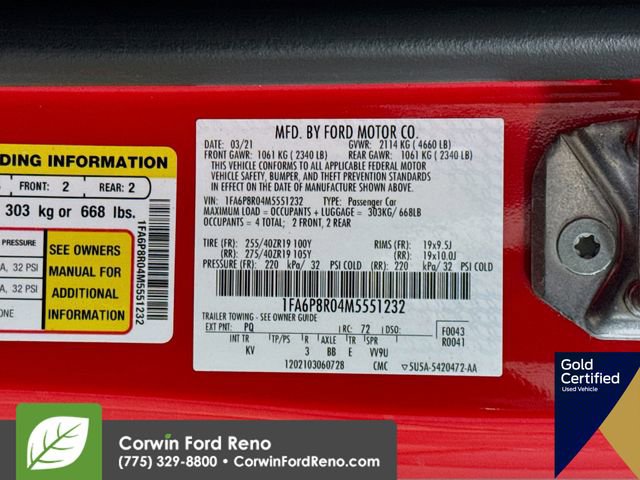 DING INFORMATION
FRONT: 2 REAR: 2
303 kg or 668 lbs.
PRESSURE
A, 32 PSI
A, 32 PSI
ONE
SEE OWNERS
MANUAL FOR
ADDITIONAL
INFORMATION
1FA6P8R04M5551232
MFD. BY FORD MOTOR CO.
DATE: 03/21 GVWR: 2114 KG ( 4660 LB)
FRONT GAWR: 1061 KG ( 2340 LB) REAR GAWR: 1061 KG ( 2340 LB)
THIS VEHICLE CONFORMS TO ALL APPLICABLE FEDERAL MOTOR
VEHICLE SAFETY, BUMPER, AND THEFT PREVENTION STANDARDS
IN EFFECT ON THE DATE OF MANUFACTURE SHOWN ABOVE.
VIN: 1FA6P8R04M5551232 TYPE: Passenger Car
MAXIMUM LOAD = OCCUPANTS + LUGGAGE = 303KG/ 668LB
OCCUPANTS = 4 TOTAL; 2 FRONT, 2 REAR
TIRE (FR): 255/40ZR19 100Y RIMS (FR): 19x9.5J
(RR): 275/40ZR19 105Y (RR): 19x10.0J
PRESSURE (FR): 220 kPa/ 32 PSI COLD (RR): 220 kPa/ 32 PSI COLD
1FA6P8R04M5551232
TRAILER TOWING - SEE OWNER GUIDE
EXT PNT: PQ RC: 72 DSO: F0043
R0041
INT TR TP/PS R AXLE TR SPR
KV 3 BB E VV9U
1202103060728 CMC 5U5A-5420472-AA
Gold
Certified
Used Vehicle
Corwin Ford Reno
(775) 329-8800 • CorwinFordReno.com